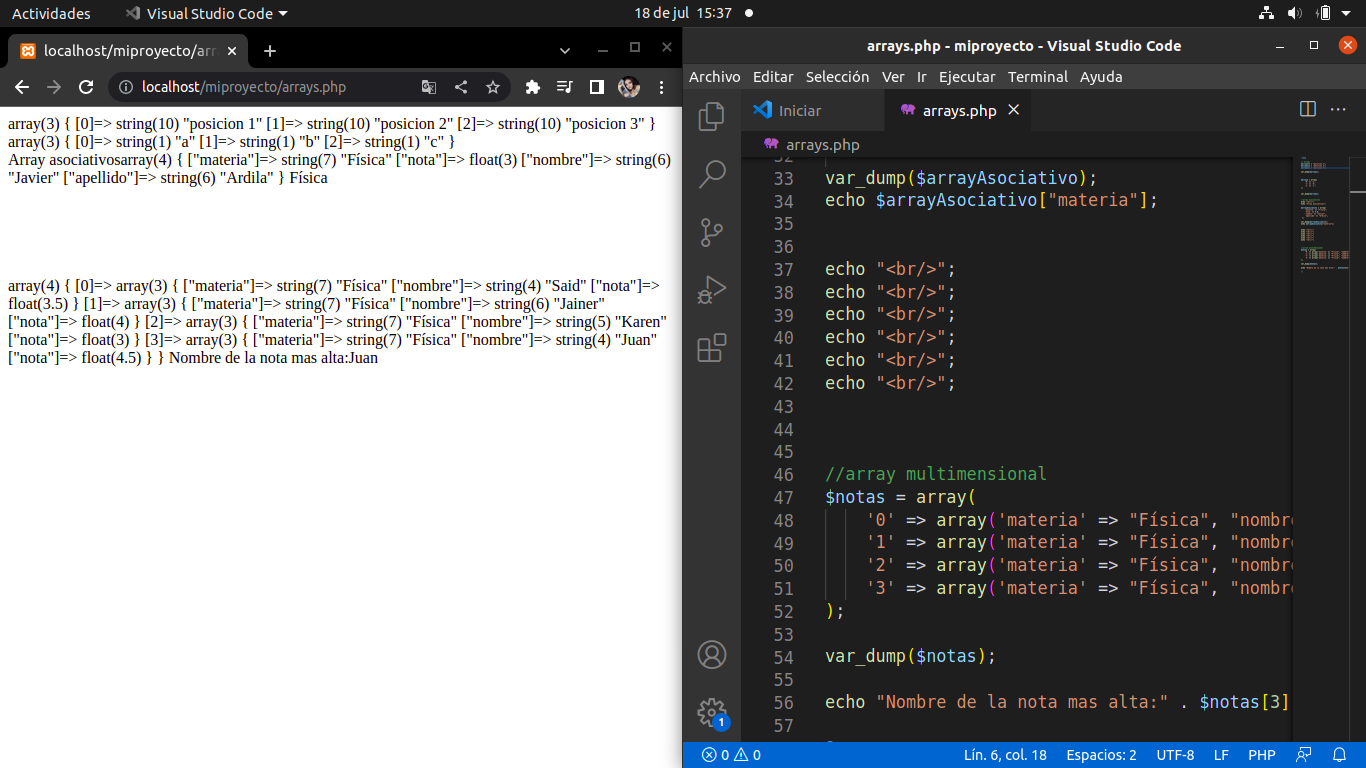 Actividades
Visual Studio Code
18 de jul 15:37
localhost/miproyecto/arr
localhost/miproyecto/arrays.php
array(3) { [0]=> string(10) "posicion 1" [1]=> string(10) "posicion 2" [2]=> string(10) "posicion 3" }
array(3) { [0]=> string(1) "a" [1]=> string(1) "b" [2]=> string(1) "c" }
Array asociativosarray(4) { ["materia"]=> string(7) "Física" ["nota"]=> float(3) ["nombre"]=> string(6)
"Javier" ["apellido"]=> string(6) "Ardila" } Física
array(4) { [0]=> array(3) { ["materia"]=> string(7) "Física" ["nombre"]=> string(4) "Said" ["nota"]=>
float(3.5) } [1]=> array(3) { ["materia"]=> string(7) "Física" ["nombre"]=> string(6) "Jainer"
["nota"]=> float(4) } [2]=> array(3) { ["materia"]=> string(7) "Física" ["nombre"]=> string(5) "Karen"
["nota"]=> float(3) } [3]=> array(3) { ["materia"]=> string(7) "Física" ["nombre"]=> string(4) "Juan"
["nota"]=> float(4.5) } } Nombre de la nota mas alta:Juan
arrays.php - miproyecto - Visual Studio Code
Archivo Editar Selección Ver Ir Ejecutar Terminal Ayuda
Iniciar
arrays.php
arrays.php
32
33 var_dump($arrayAsociativo);
34 echo $arrayAsociativo["materia"];
35
36
37 echo "<br/>";
38 echo "<br/>";
39 echo "<br/>";
40 echo "<br/>";
41 echo "<br/>";
42 echo "<br/>";
43
44
45
46 //array multimensional
47 $notas = array(
48 '0' => array('materia' => "Física", "nombre
49 '1' => array('materia' => "Física", "nombre
50 '2' => array('materia' => "Física", "nombre
51 '3' => array('materia' => "Física", "nombre
52 );
53
54 var_dump($notas);
55
56 echo "Nombre de la nota mas alta:" . $notas[3]
57
1
0 0
Lín. 6, col. 18
Espacios: 2
UTF-8
LF
PHP